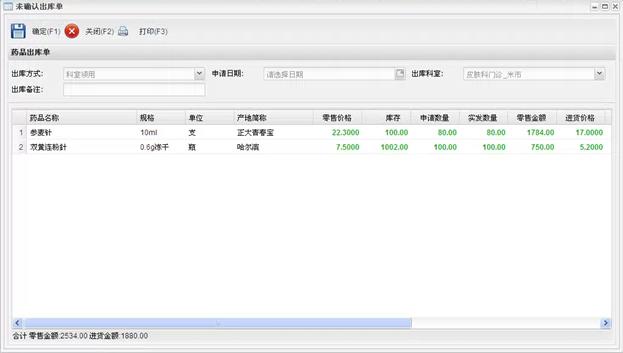 未确认出库单
确定(F1) 关闭(F2) 打印(F3)
药品出库单
出库方式: 科室领用 申请日期: 请选择日期 出库科室: 皮肤科门诊_米市
出库备注:
药品名称 规格 单位 产地简称 零售价格 库存 申请数量 实发数量 零售金额 进货价格
1 参麦针 10ml 支 正大青春宝 22.3000 100.00 80.00 80.00 1784.00 17.0000
2 双黄连粉针 0.6g冻干 瓶 哈尔滨 7.5000 1002.00 100.00 100.00 750.00 5.2000
合计 零售金额:2534.00 进货金额:1880.00